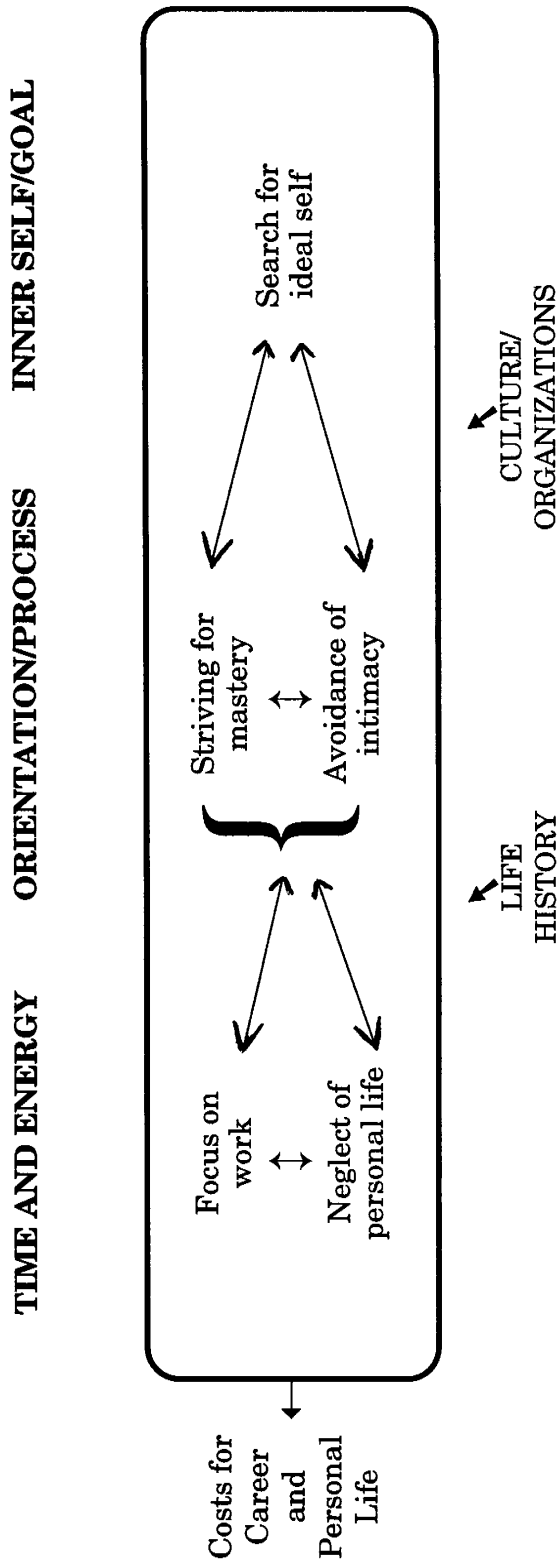 TIME AND ENERGY
ORIENTATION/PROCESS
INNER SELF/GOAL
Costs for
Career
and
Personal
Life
Focus on
work
Neglect of
personal life
Striving for
mastery
Avoidance of
intimacy
Search for
ideal self
LIFE
HISTORY
CULTURE/
ORGANIZATIONS